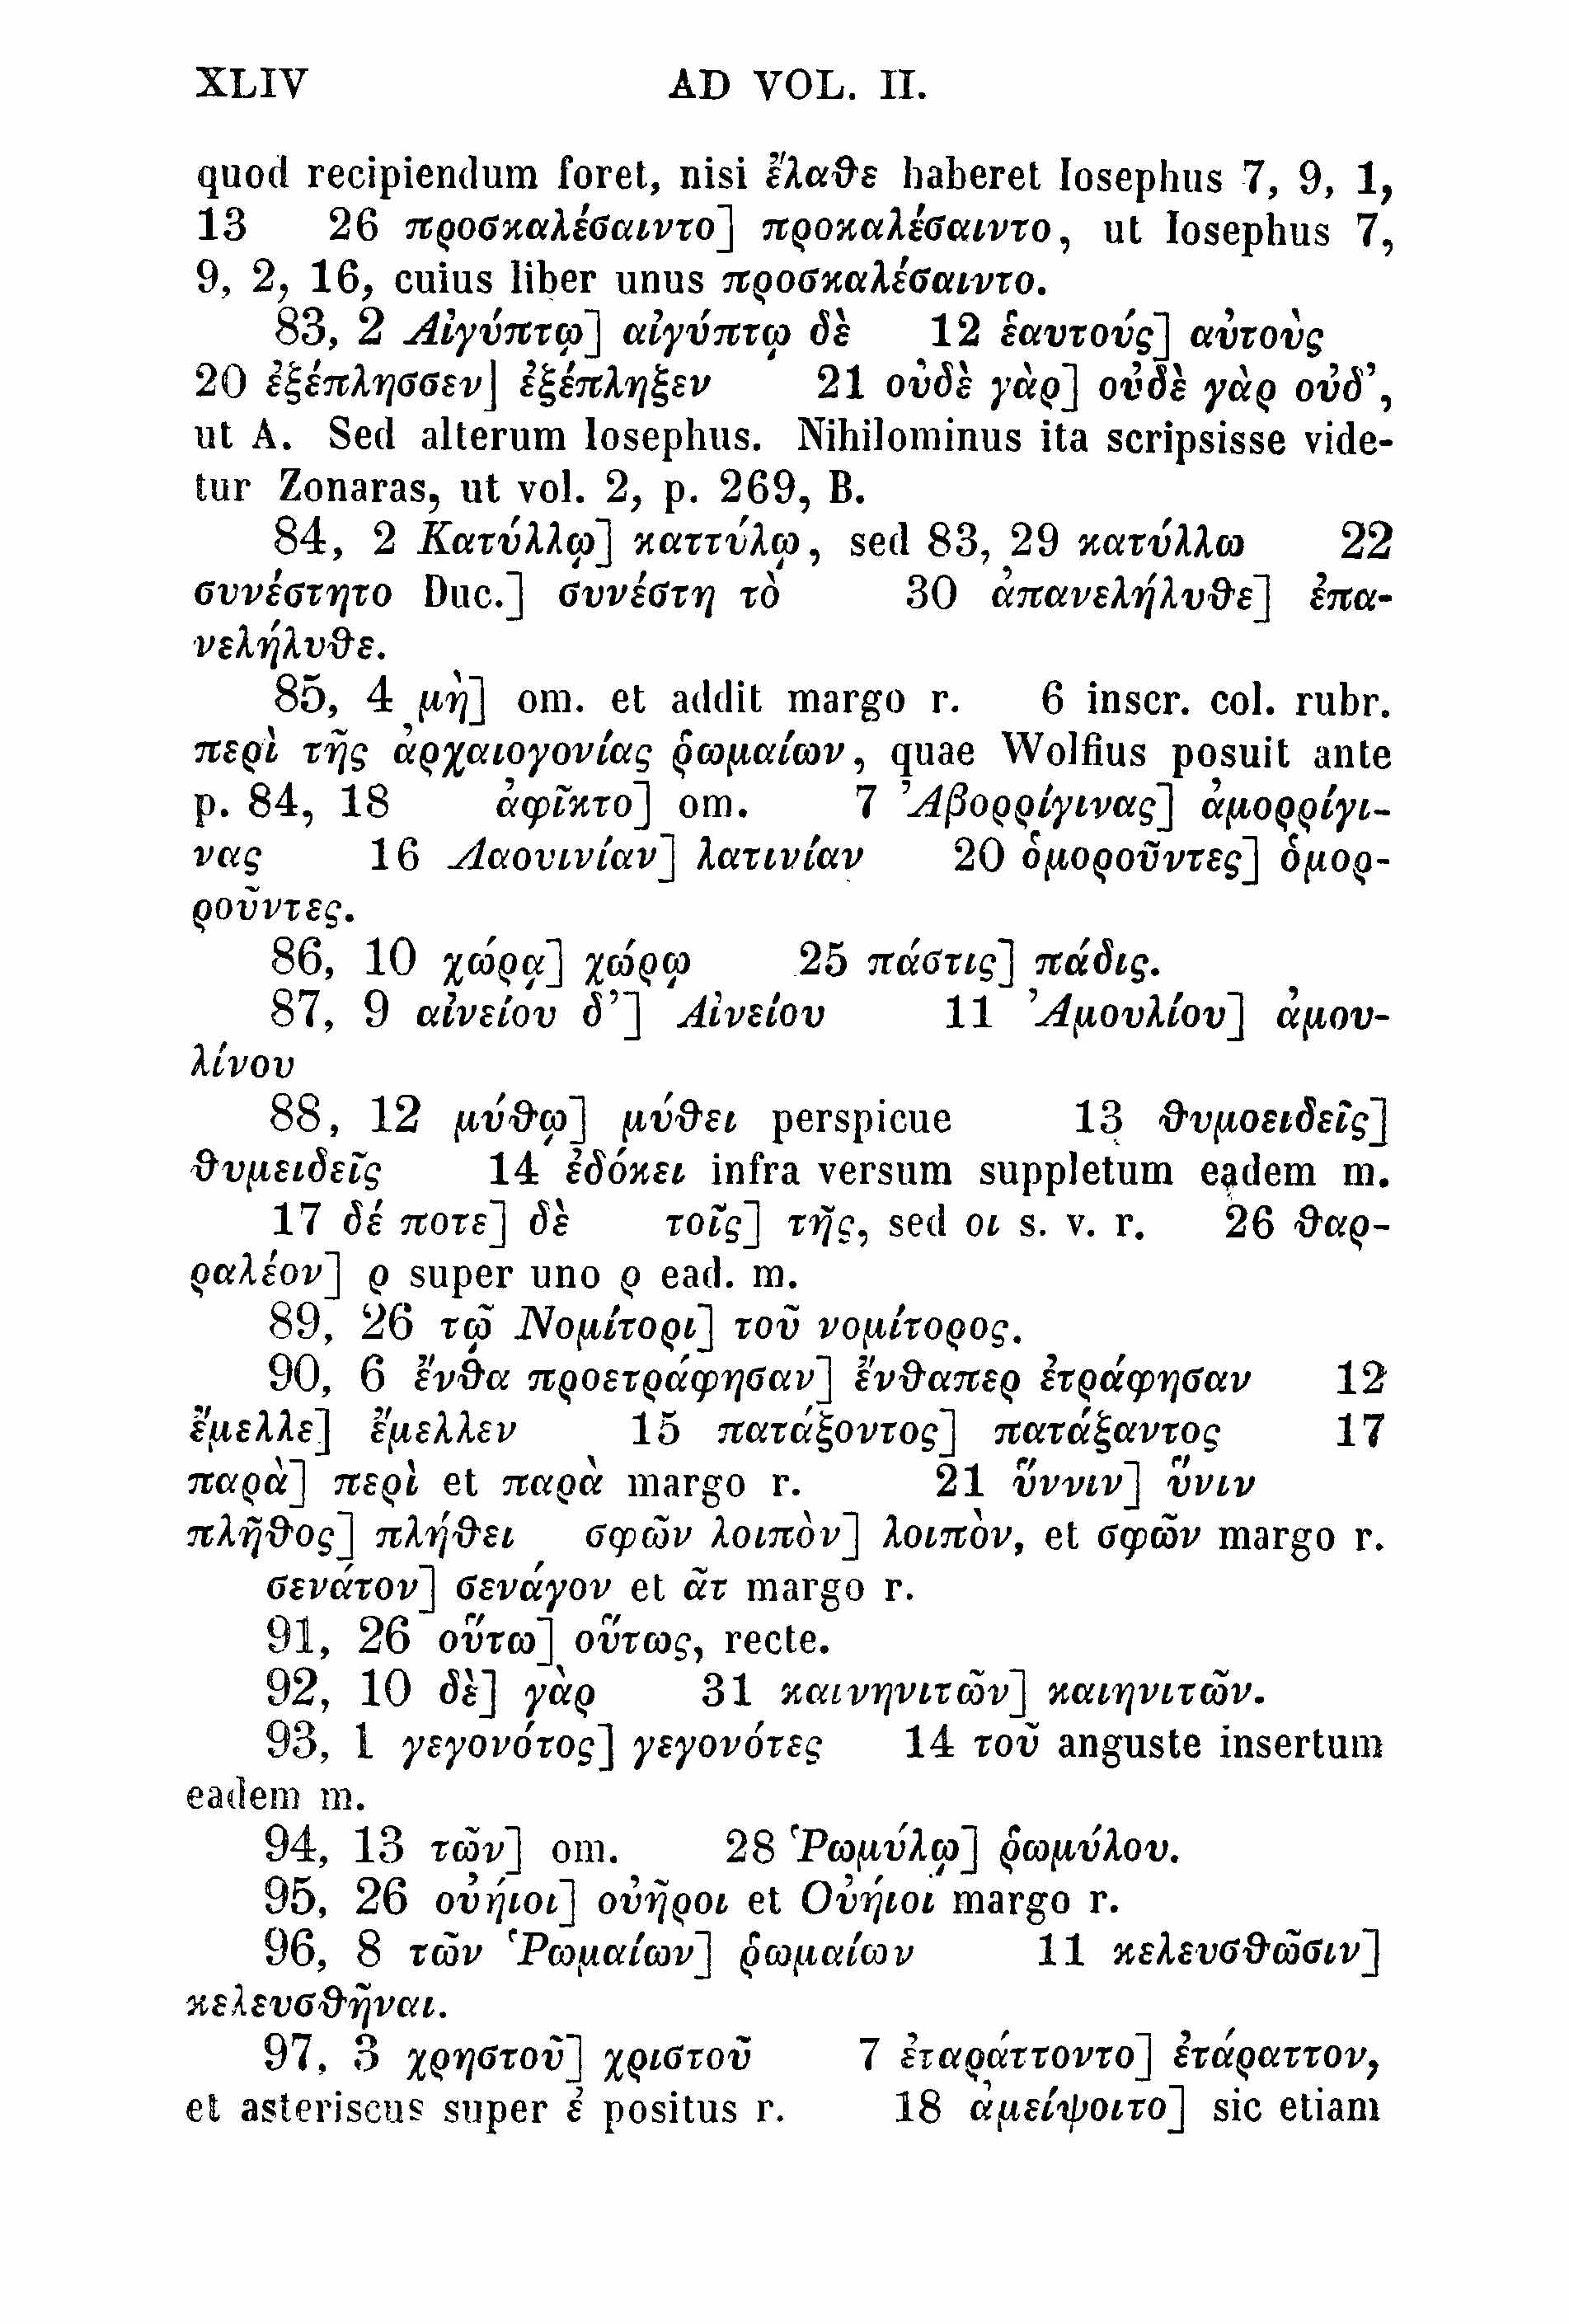 XLIV AD VOL. II.
quod recipiendum foret, nisi ἔλαϑε haberet Iosephus 7, 9, 1,
13 26 προσκαλέσαιντο] προκαλέσαιντο, ut Iosephus 7,
9, 2, 16, cuius liber unus προσκαλέσαιντο.
83, 2 Αἰγύπτῳ] αἰγύπτῳ δὲ 12 ἑαυτούς] αὐτοὺς
20 ἐξέπλησσεν] ἐξέπληξεν 21 οὐδὲ γὰρ] οὐδὲ γὰρ οὐδ’,
ut A. Sed alterum Iosephus. Nihilominus ita scripsisse vide-
tur Zonaras, ut vol. 2, p. 269, B.
84, 2 Κατύλλῳ] καττύλῳ, sed 83, 29 κατύλλω 22
συνέστητο Duc.] συνέστη τὸ 30 ἀπανελήλυϑε] ἐπα-
νελήλυϑε.
85, 4 μὴ] om. et addit margo r. 6 inscr. col. rubr.
περὶ τῆς ἀρχαιογονίας ῥωμαίων, quae Wolfius posuit ante
p. 84, 18 ἀφῖκτο] om. 7 Ἀβορρίγινας] ἀμορρίγι-
νας 16 Λαουινίαν] λατινίαν 20 ὁμοροῦντες] ὁμορ-
ροῦντες.
86, 10 χώρᾳ] χώρῳ 25 πάστις] πάδις.
87, 9 αἰνείου δ’] Αἰνείου 11 Ἀμουλίου] ἀμου-
λίνου
88, 12 μύϑῳ] μύϑει perspicue 13 ϑυμοειδεῖς]
ϑυμειδεῖς 14 ἐδόκει infra versum suppletum eadem m.
17 δέ ποτε] δὲ τοῖς] τῆς, sed οι s. v. r. 26 ϑαρ-
ραλέον] ρ super uno ρ ead. m.
89, 26 τῷ Νομίτορι] τοῦ νομίτορος.
90, 6 ἔνϑα προετράφησαν] ἔνϑαπερ ἐτράφησαν 12
ἔμελλε] ἔμελλεν 15 πατάξοντος] πατάξαντος 17
παρὰ] περὶ et παρὰ margo r. 21 ὕννιν] ὕνιν
πλῆϑος] πλήϑει σφῶν λοιπὸν] λοιπὸν, et σφῶν margo r.
σενάτον] σενάγον et ᾶτ margo r.
91, 26 οὕτω] οὕτως, recte.
92, 10 δὲ] γὰρ 31 καινηνιτῶν] καιηνιτῶν.
93, 1 γεγονότος] γεγονότες 14 τοῦ anguste insertum
eadem m.
94, 13 τῶν] om. 28 Ῥωμύλῳ] ῥωμύλου.
95, 26 οὐήιοι] οὐῆροι et Οὐήιοι margo r.
96, 8 τῶν Ῥωμαίων] ῥωμαίων 11 κελευσϑῶσιν]
κελευσϑῆναι.
97, 3 χρηστοῦ] χριστοῦ 7 ἐταράττοντο] ἐτάραττον,
et asteriscus super ἐ positus r. 18 ἀμείψοιτο] sic etiam